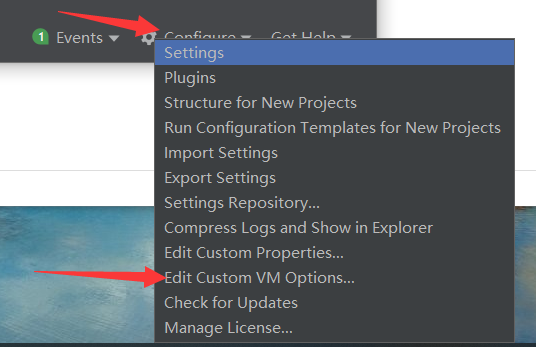 1 Events Configure Get Help
Settings
Plugins
Structure for New Projects
Run Configuration Templates for New Projects
Import Settings
Export Settings
Settings Repository...
Compress Logs and Show in Explorer
Edit Custom Properties...
Edit Custom VM Options...
Check for Updates
Manage License...